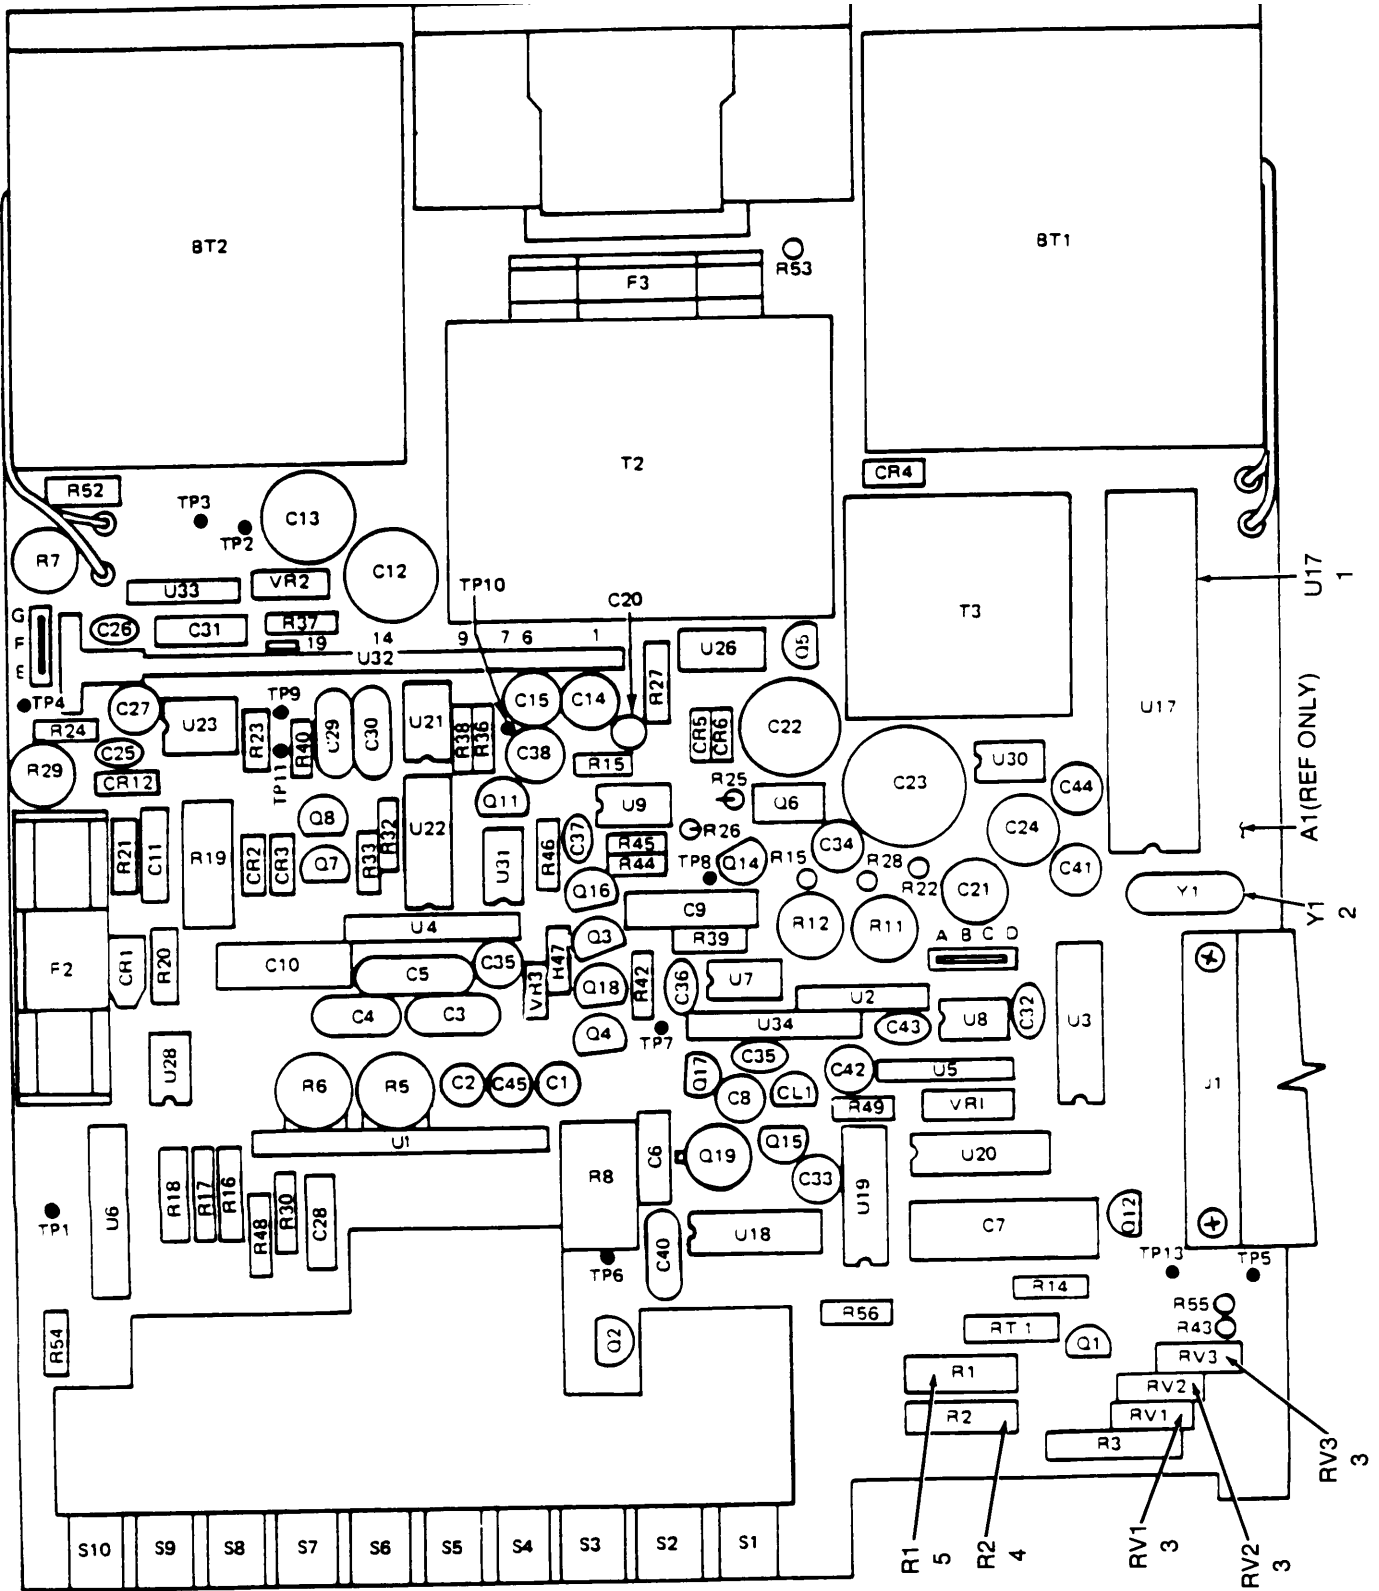 BT2
BT1
F3
R53
T2
CR4
R52
TP3
TP2
C13
R7
C12
U33
VR2
TP10
C20
T3
U17
1
G
F
E
C26
C31
R37
19
14
9
7
6
1
U32
U26
Q5
R27
TP4
C27
U23
TP9
R23
R40
C29
C30
U21
R38
R36
C15
C14
C38
R15
CR5
CR6
C22
U17
A1(REF ONLY)
R24
C25
R29
CR12
TP11
U30
C23
C44
R25
Q6
Q11
U9
Q8
R32
U22
C24
R26
C37
R45
R44
C34
R21
C11
R19
CR2
CR3
Q7
R33
U31
R46
TP8
Q14
R15
R28
R22
C41
C21
Y1
Y1
2
Q16
C9
R12
R11
U4
Q3
R39
A
B
C
D
F2
CR1
R20
C10
C5
C35
VR3
R47
Q18
R42
C36
U7
U2
C4
C3
Q4
TP7
U34
C43
U8
C32
U3
U28
R6
R5
C2
C45
C1
Q17
C35
C8
CL1
C42
U5
R49
VR1
J1
U1
R8
C6
Q19
Q15
C33
U19
U20
TP1
U6
R18
R17
R16
R48
R30
C28
C40
U18
C7
Q12
TP6
TP13
TP5
R14
R54
Q2
R56
RT1
Q1
R55
R43
R1
RV3
R2
RV2
RV1
R3
S10
S9
S8
S7
S6
S5
S4
S3
S2
S1
R1
5
R2
4
RV1
3
RV2
3
RV3
3